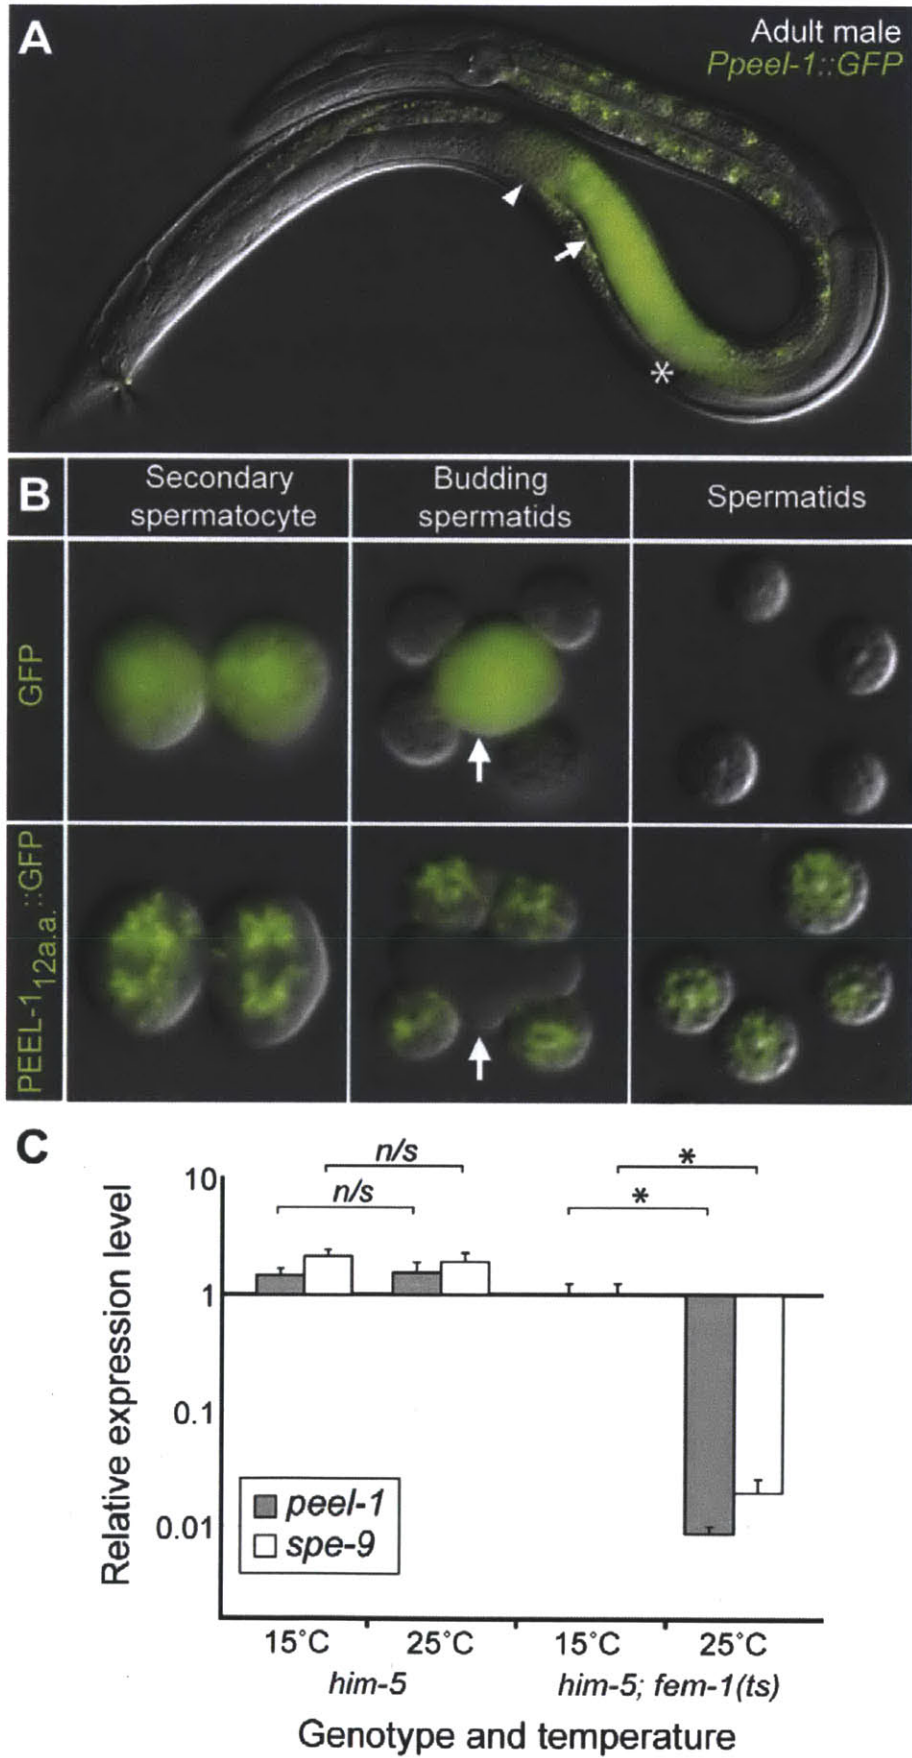 A
Adult male
Ppeel-1::GFP
*
B
Secondary
spermatocyte
Budding
spermatids
Spermatids
GFP
PEEL-112a.a.::GFP
C
n/s
*
n/s
*
10
1
0.1
0.01
Relative expression level
peel-1
spe-9
15°C
25°C
15°C
25°C
him-5
him-5; fem-1(ts)
Genotype and temperature